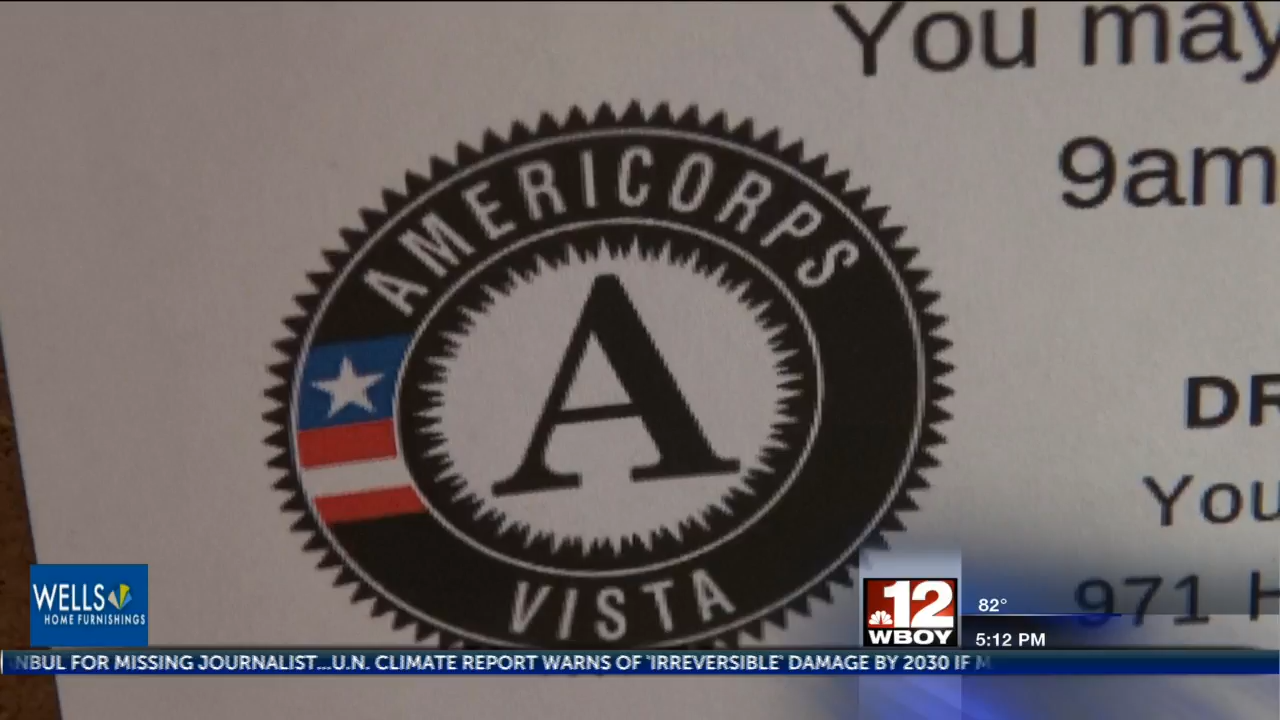 You may
9am
AMERICORPS
A
VISTA
DR
You
971 H
WELLS
HOME FURNISHINGS
12
WBOY
82°
5:12 PM
NBUL FOR MISSING JOURNALIST...U.N. CLIMATE REPORT WARNS OF 'IRREVERSIBLE' DAMAGE BY 2030 IF M